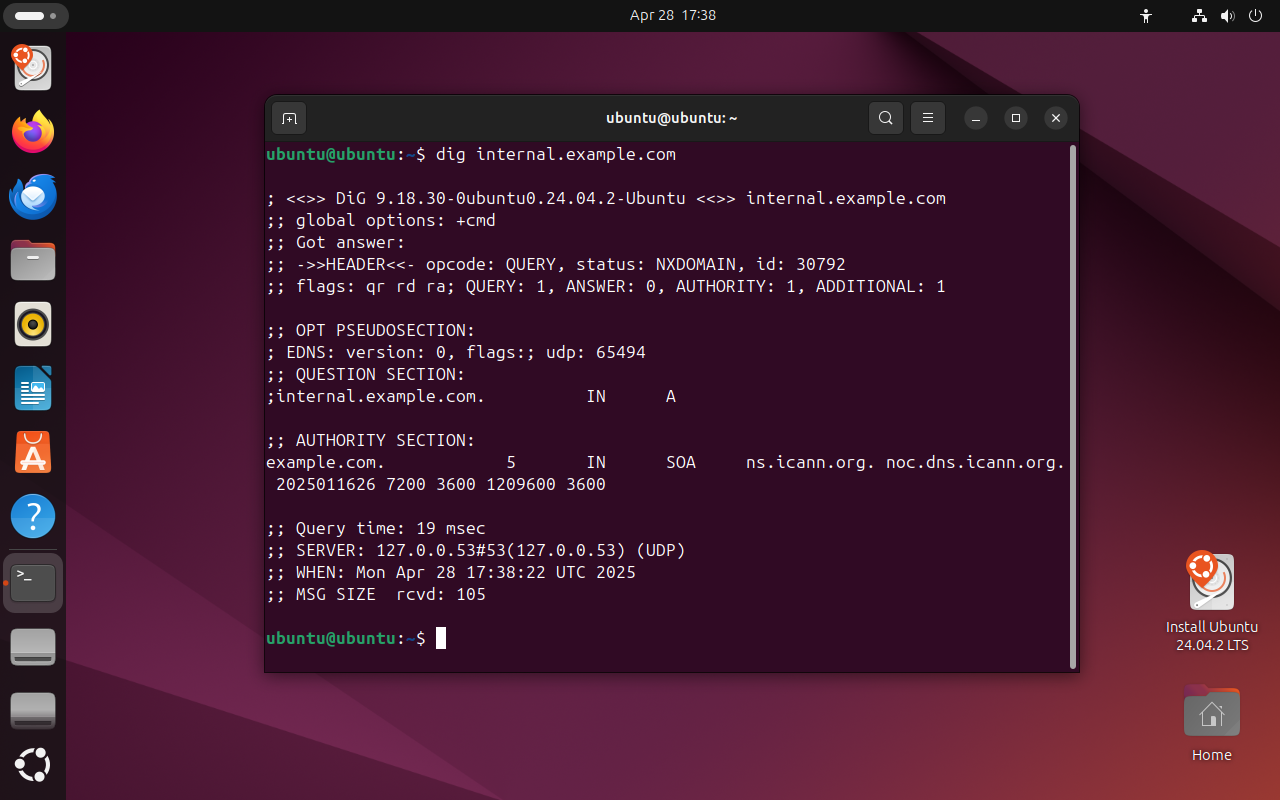 Apr 28 17:38
ubuntu@ubuntu: ~
ubuntu@ubuntu:~$ dig internal.example.com
; <<>> DiG 9.18.30-0ubuntu0.24.04.2-Ubuntu <<>> internal.example.com
;; global options: +cmd
;; Got answer:
;; ->>HEADER<<- opcode: QUERY, status: NXDOMAIN, id: 30792
;; flags: qr rd ra; QUERY: 1, ANSWER: 0, AUTHORITY: 1, ADDITIONAL: 1
;; OPT PSEUDOSECTION:
; EDNS: version: 0, flags:; udp: 65494
;; QUESTION SECTION:
;internal.example.com. IN A
;; AUTHORITY SECTION:
example.com. 5 IN SOA ns.icann.org. noc.dns.icann.org.
2025011626 7200 3600 1209600 3600
;; Query time: 19 msec
;; SERVER: 127.0.0.53#53(127.0.0.53) (UDP)
;; WHEN: Mon Apr 28 17:38:22 UTC 2025
;; MSG SIZE rcvd: 105
ubuntu@ubuntu:~$
Install Ubuntu
24.04.2 LTS
Home